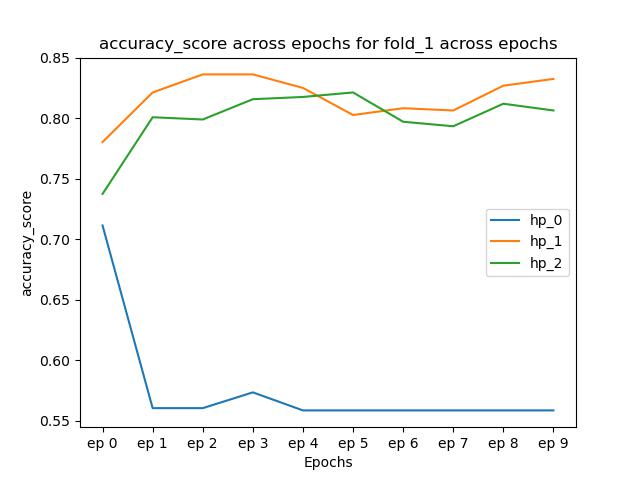 accuracy_score across epochs for fold_1 across epochs
accuracy_score
0.85
0.80
0.75
0.70
0.65
0.60
0.55
hp_0
hp_1
hp_2
ep 0 ep 1 ep 2 ep 3 ep 4 ep 5 ep 6 ep 7 ep 8 ep 9
Epochs